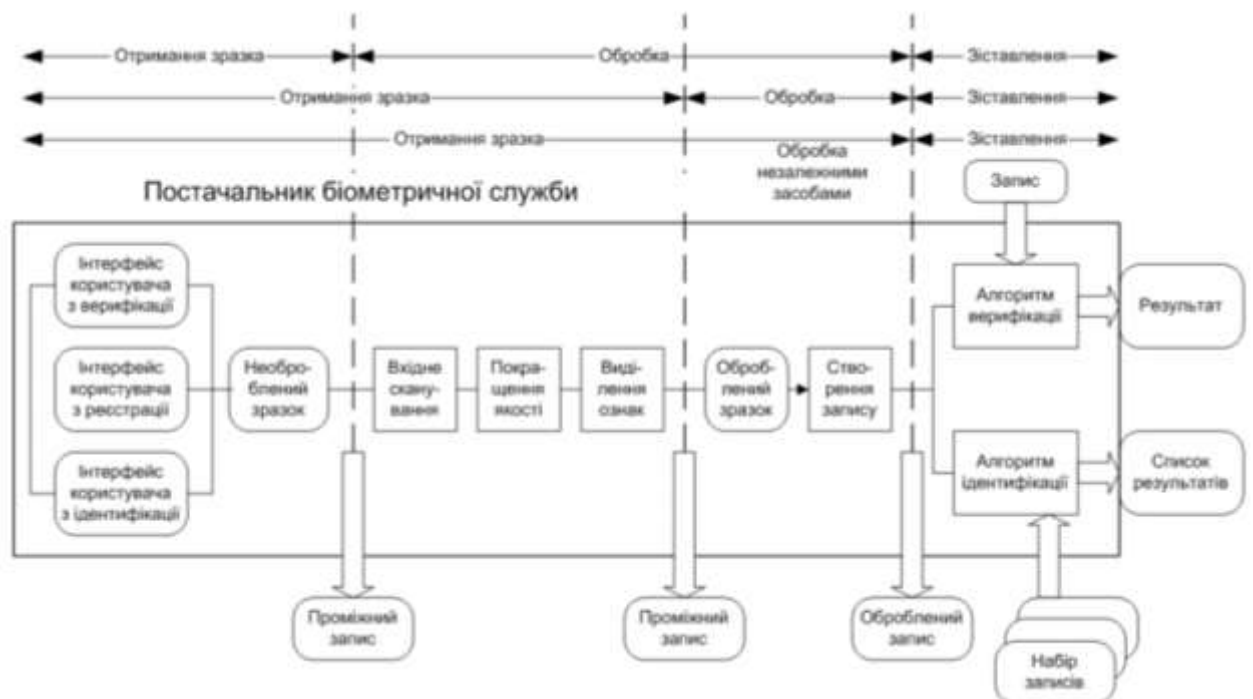 Отримання зразка
Обробка
Зіставлення
Отримання зразка
Обробка
Зіставлення
Отримання зразка
Зіставлення
Обробка
незалежними
засобами
Постачальник біометричної служби
Запис
Інтерфейс
користувача
з верифікації
Інтерфейс
користувача
з реєстрації
Інтерфейс
користувача
з ідентифікації
Необро-
блений
зразок
Вхідне
скану-
вання
Покра-
щення
якості
Виді-
лення
ознак
Оброб-
лений
зразок
Ство-
рення
запису
Алгоритм
верифікації
Результат
Алгоритм
ідентифікації
Список
результатів
Проміжний
запис
Проміжний
запис
Оброблений
запис
Набір
записів